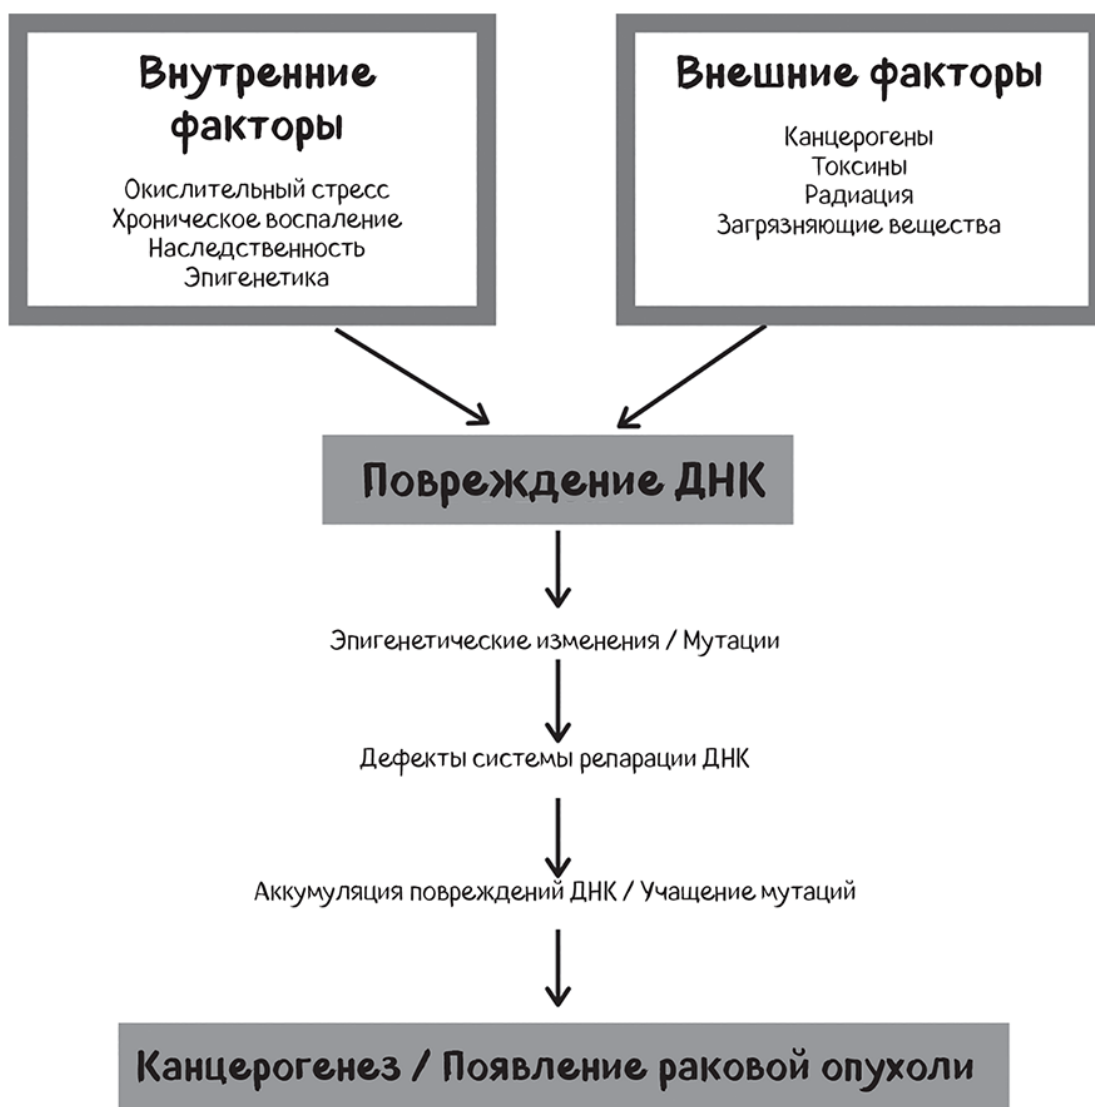 Внутренние
факторы
Окислительный стресс
Хроническое воспаление
Наследственность
Эпигенетика
Внешние факторы
Канцерогены
Токсины
Радиация
Загрязняющие вещества
Повреждение ДНК
Эпигенетические изменения / Мутации
Дефекты системы репарации ДНК
Аккумуляция повреждений ДНК / Учащение мутаций
Канцерогенез / Появление раковой опухоли